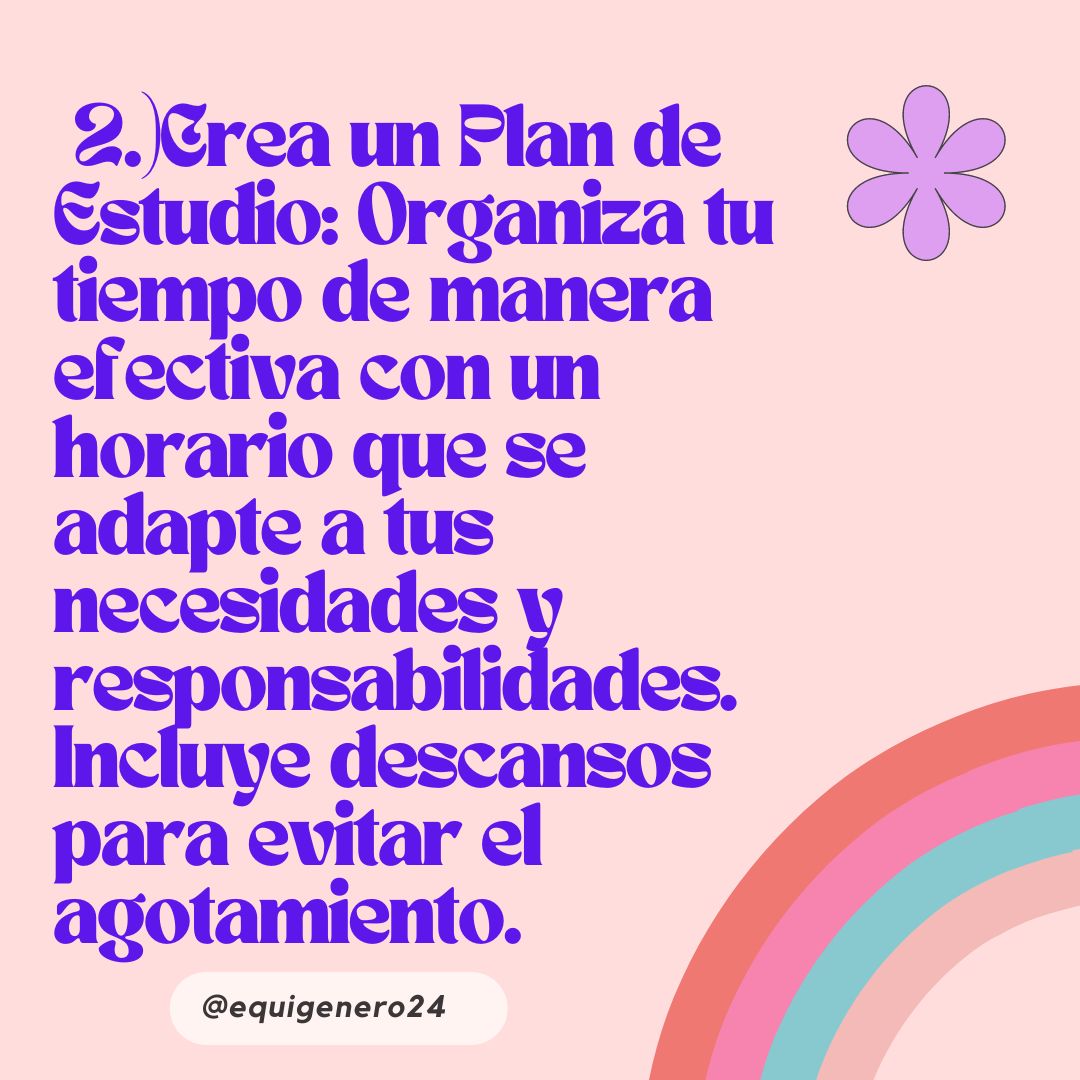 2.)Crea un Plan de
Estudio: Organiza tu
tiempo de manera
efectiva con un
horario que se
adapte a tus
necesidades y
responsabilidades.
Incluye descansos
para evitar el
agotamiento.
@equigenero24